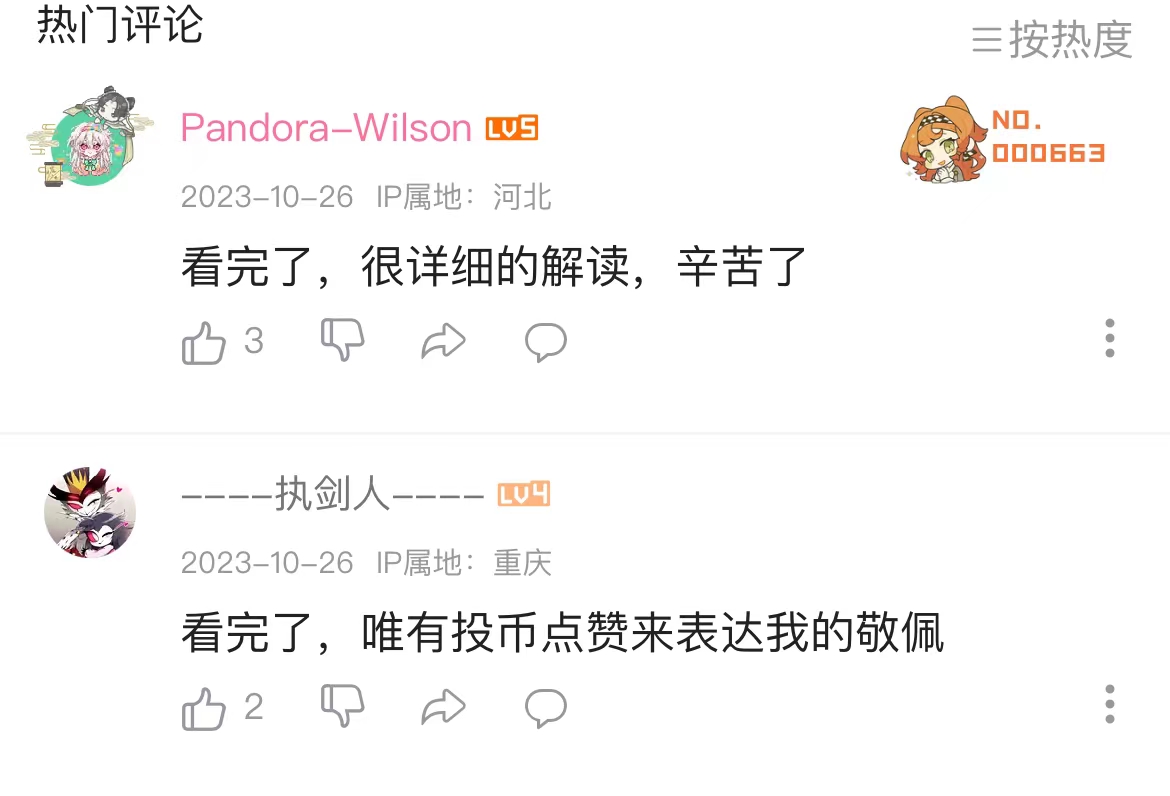 热门评论
按热度
Pandora-Wilson LV5
NO.
000663
2023-10-26 IP属地：河北
看完了，很详细的解读，辛苦了
3
----执剑人---- LV4
2023-10-26 IP属地：重庆
看完了，唯有投币点赞来表达我的敬佩
2